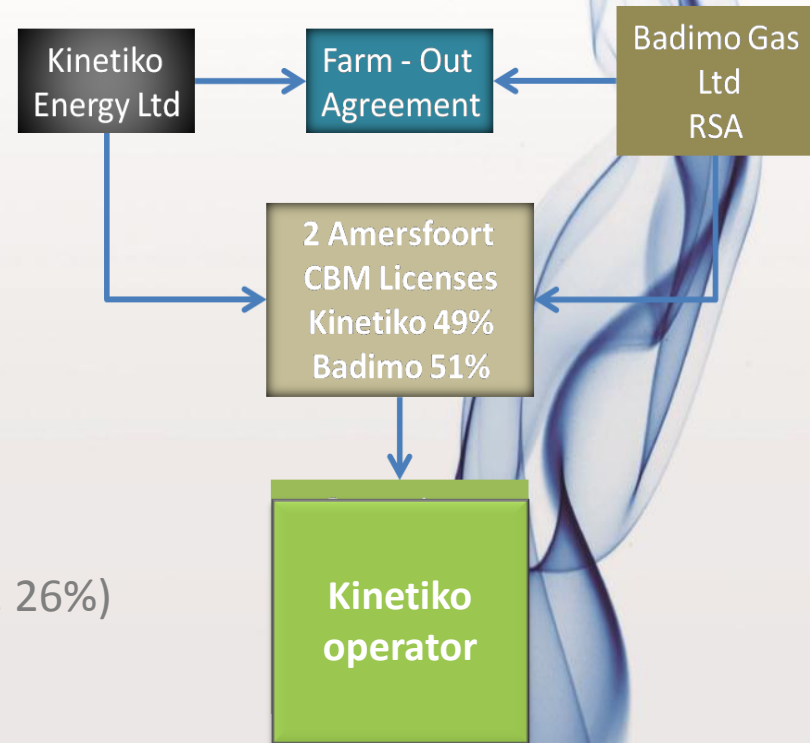 Kinetiko
Energy Ltd
Farm - Out
Agreement
Badimo Gas
Ltd
RSA
2 Amersfoort
CBM Licenses
Kinetiko 49%
Badimo 51%
26%)
Kinetiko
operator